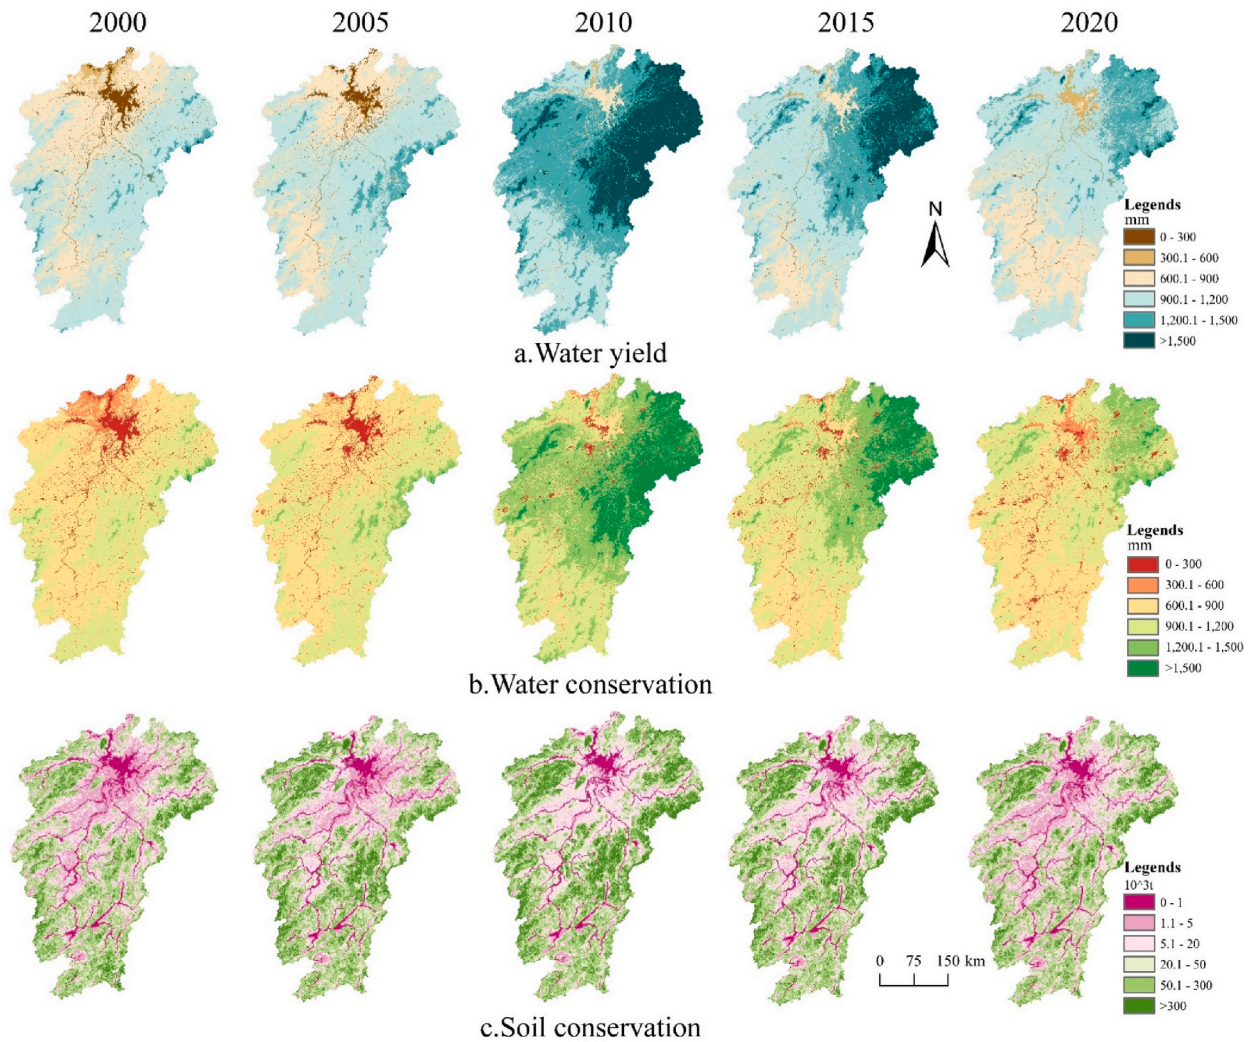 2000 2005 2010 2015 2020
N
Legends
mm
0 - 300
300.1 - 600
600.1 - 900
900.1 - 1,200
1,200.1 - 1,500
>1,500
a.Water yield
Legends
mm
0 - 300
300.1 - 600
600.1 - 900
900.1 - 1,200
1,200.1 - 1,500
>1,500
b.Water conservation
Legends
10^3t
0 - 1
1.1 - 5
5.1 - 20
20.1 - 50
50.1 - 300
>300
0 75 150 km
c.Soil conservation